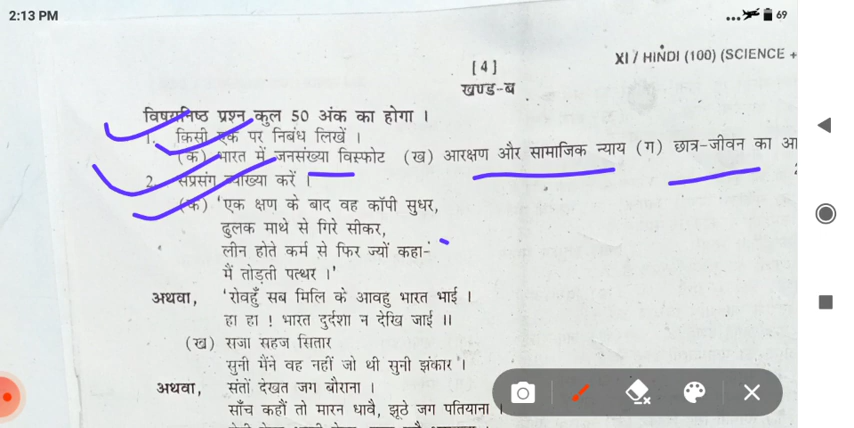 2:13 PM
69
XI / HINDI (100) (SCIENCE +
[4]
खण्ड-ब
विषयनिष्ठ प्रश्न कुल 50 अंक का होगा ।
1. किसी एक पर निबंध लिखें ।
(क) भारत में जनसंख्या विस्फोट (ख) आरक्षण और सामाजिक न्याय (ग) छात्र-जीवन का
2. सप्रसंग व्याख्या करें ।
(क) 'एक क्षण के बाद वह कॉपी सुधर,
ढुलक माथे से गिरे सीकर,
लीन होते कर्म से फिर ज्यों कहा-
मैं तोड़ती पत्थर ।'
अथवा, 'रोवहुँ सब मिलि के आवहु भारत भाई ।
हा हा ! भारत दुर्दशा न देखि जाई ।।
(ख) सजा सहज सितार
सुनी मैंने वह नहीं जो थी सुनी झंकार ।
अथवा, संतों देखत जग बौराना ।
साँच कहौं तो मारन धावै, झूठे जग पतियाना ।